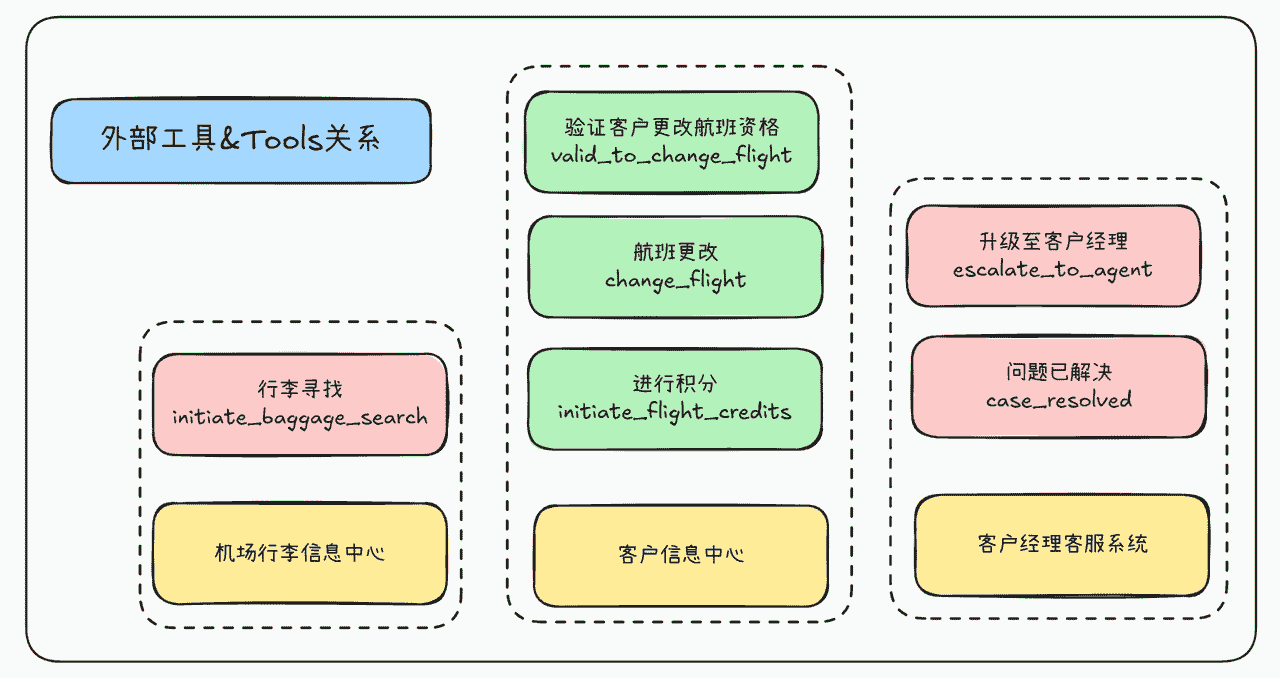 外部工具&Tools关系
行李寻找
initiate_baggage_search
机场行李信息中心
验证客户更改航班资格
valid_to_change_flight
航班更改
change_flight
进行积分
initiate_flight_credits
客户信息中心
升级至客户经理
escalate_to_agent
问题已解决
case_resolved
客户经理客服系统